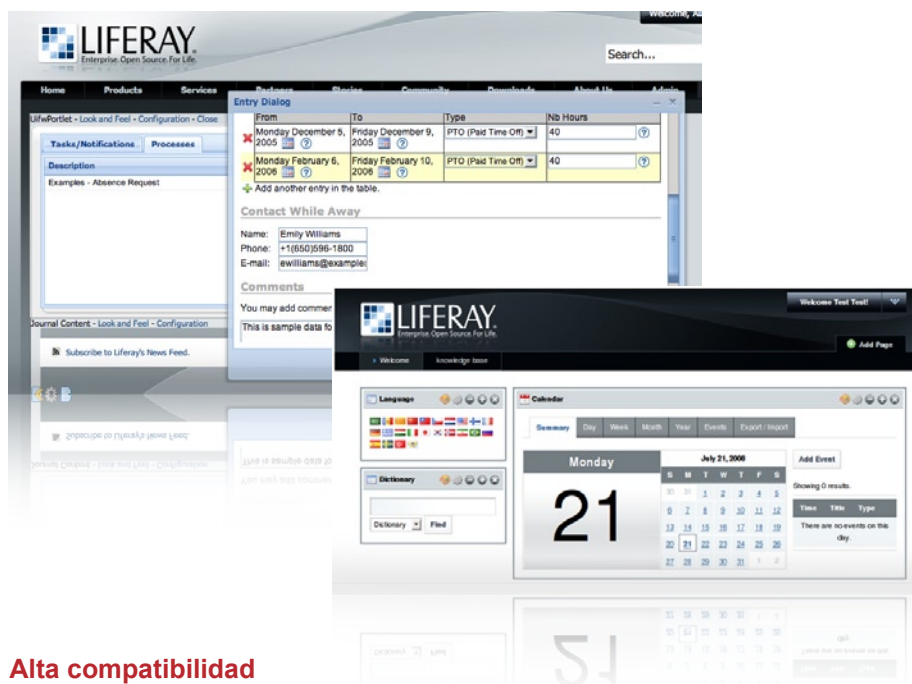 Welcome, A
LIFERAY.
Enterprise. Open Source. For Life.
Search...
Home Products Services Partners Stories Community Downloads About Us Admin
Entry Dialog
UifwPortlet - Look and Feel - Configuration - Close
From To Type Nb Hours
Tasks/Notifications Processes
Monday December 5, 2005 Friday December 9, 2005 PTO (Paid Time Off) 40
Description
Monday February 6, 2006 Friday February 10, 2006 PTO (Paid Time Off) 40
Examples - Absence Request
Add another entry in the table.
Contact While Away
Name: Emily Williams
Phone: +1(650)596-1800
E-mail: ewilliams@example
Comments
You may add commer
This is sample data fo
Journal Content - Look and Feel - Configuration
Subscribe to Liferay's News Feed.
Welcome Test Test!
LIFERAY.
Enterprise. Open Source. For Life.
Add Page
Welcome knowledge base
Language
Calendar
Summary Day Week Month Year Events Export / Import
Monday
21
July 21, 2008
S M T W T F S
30 31 1 2 3 4 5
6 7 8 9 10 11 12
13 14 15 16 17 18 19
20 21 22 23 24 25 26
27 28 29 30 31 1 2
Add Event
Showing 0 results.
Time Title Type
There are no events on this
day.
Dictionary
Dictionary Find
Alta compatibilidad